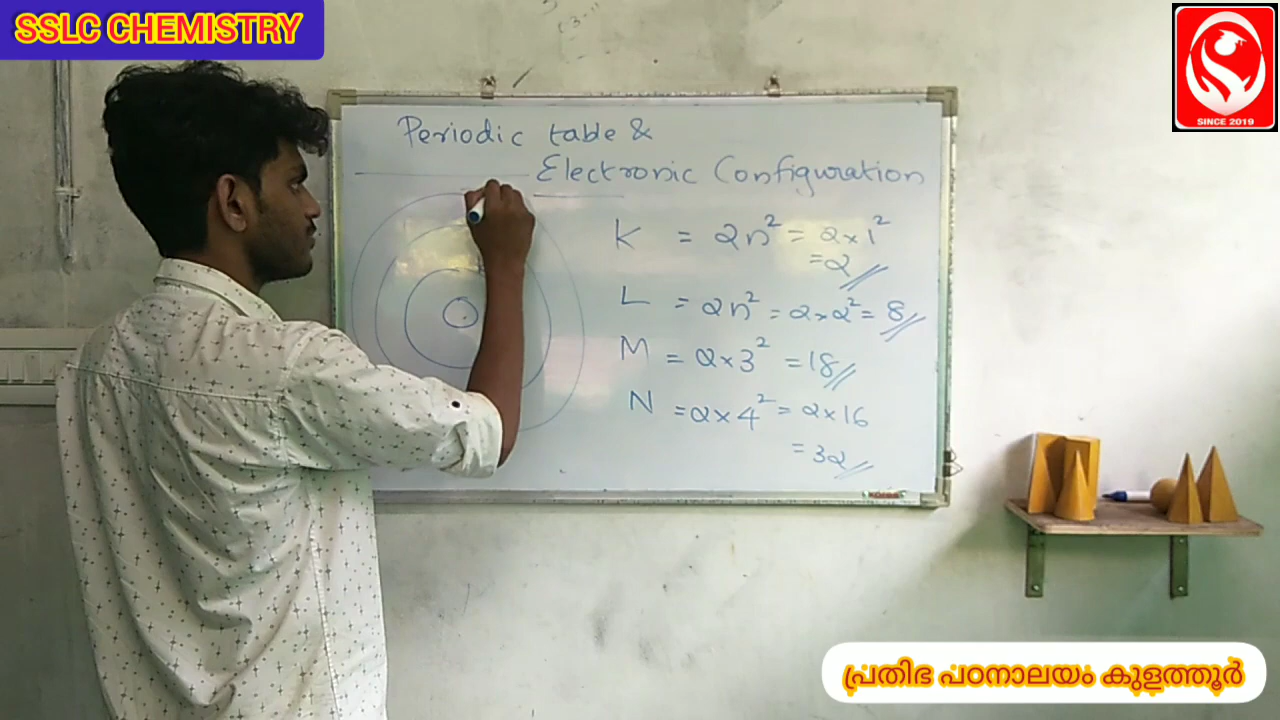 SSLC CHEMISTRY
SINCE 2019
Periodic table &
Electronic Configuration
K = 2n² = 2×1²
=2
L = 2n² = 2×2² = 8
M = 2×3² = 18
N = 2×4² = 2×16
= 32
പ്രതിഭ പഠനാലയം കുളത്തൂർ